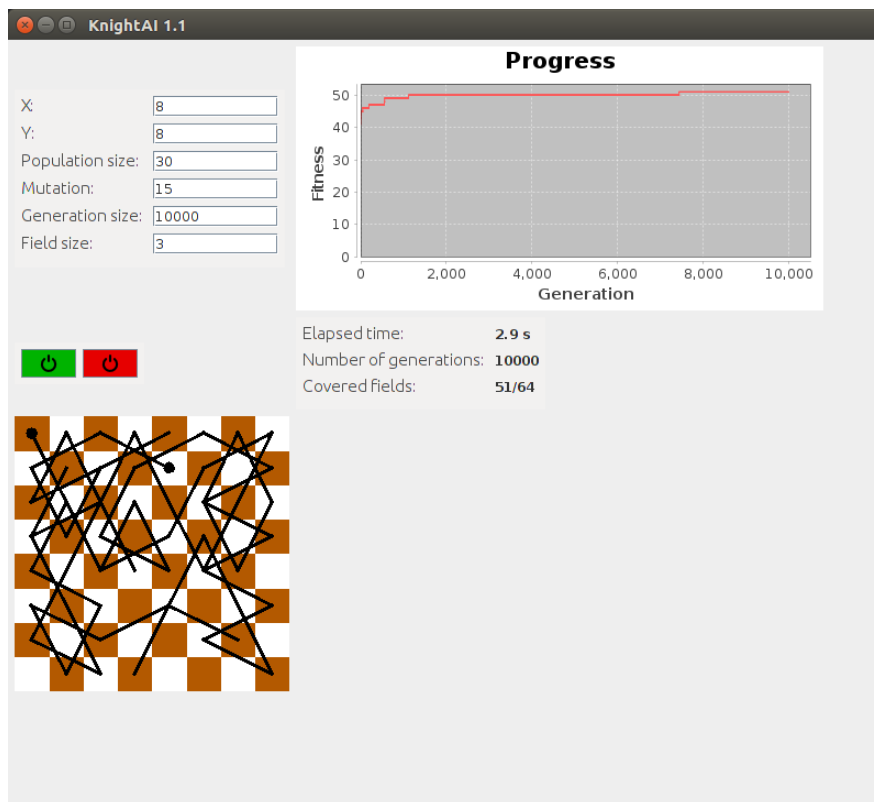 KnightAI 1.1
X: 8
Y: 8
Population size: 30
Mutation: 15
Generation size: 10000
Field size: 3
Progress
Fitness
50
40
30
20
10
0
0 2,000 4,000 6,000 8,000 10,000
Generation
Elapsed time: 2.9 s
Number of generations: 10000
Covered fields: 51/64